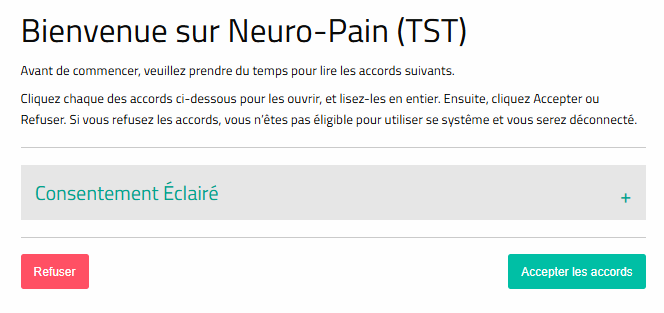 Bienvenue sur Neuro-Pain (TST)
Avant de commencer, veuillez prendre du temps pour lire les accords suivants.
Cliquez chaque des accords ci-dessous pour les ouvrir, et lisez-les en entier. Ensuite, cliquez Accepter ou
Refuser. Si vous refusez les accords, vous n'êtes pas éligible pour utiliser se système et vous serez déconnecté.
Consentement Éclairé +
Refuser
Accepter les accords